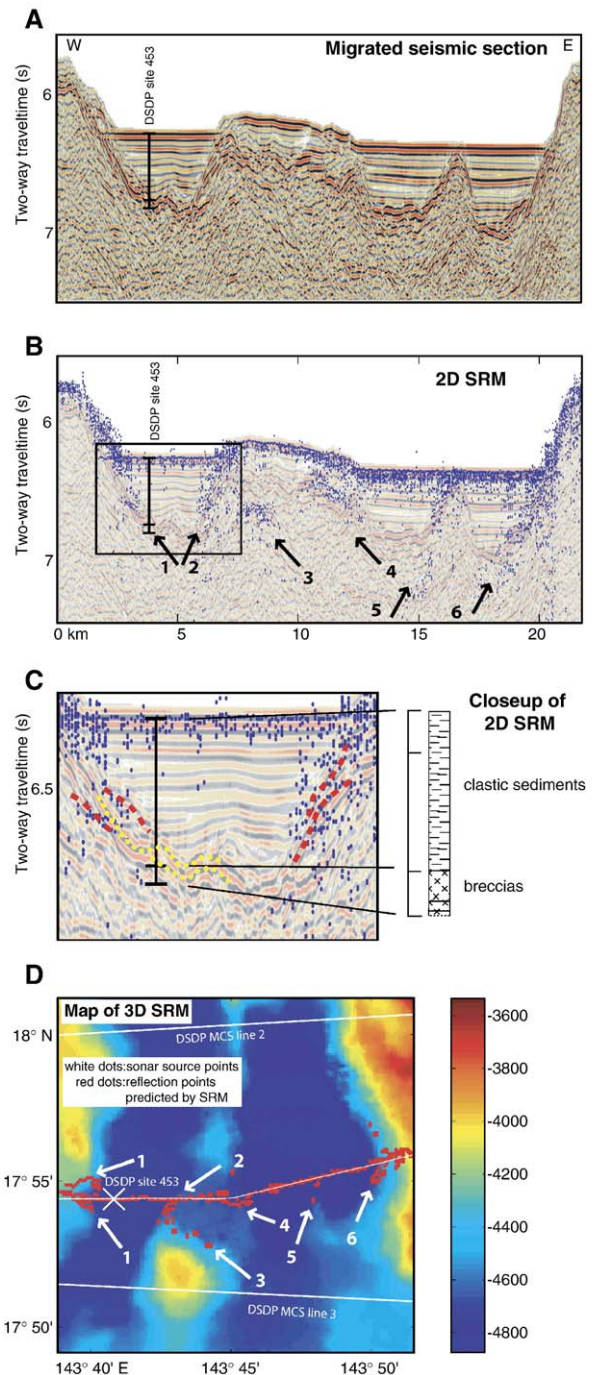 A
W
Migrated seismic section
E
DSDP site 453
Two-way traveltime (s)
6
7
B
2D SRM
DSDP site 453
Two-way traveltime (s)
6
7
1
2
3
4
5
6
0 km
5
10
15
20
C
Closeup of
2D SRM
Two-way traveltime (s)
6.5
clastic sediments
breccias
D
Map of 3D SRM
18° N
DSDP MCS line 2
white dots:sonar source points
red dots:reflection points
predicted by SRM
1
2
17° 55'
DSDP site 453
1
3
4
5
6
DSDP MCS line 3
17° 50'
143° 40' E
143° 45'
143° 50'
-3600
-3800
-4000
-4200
-4400
-4600
-4800